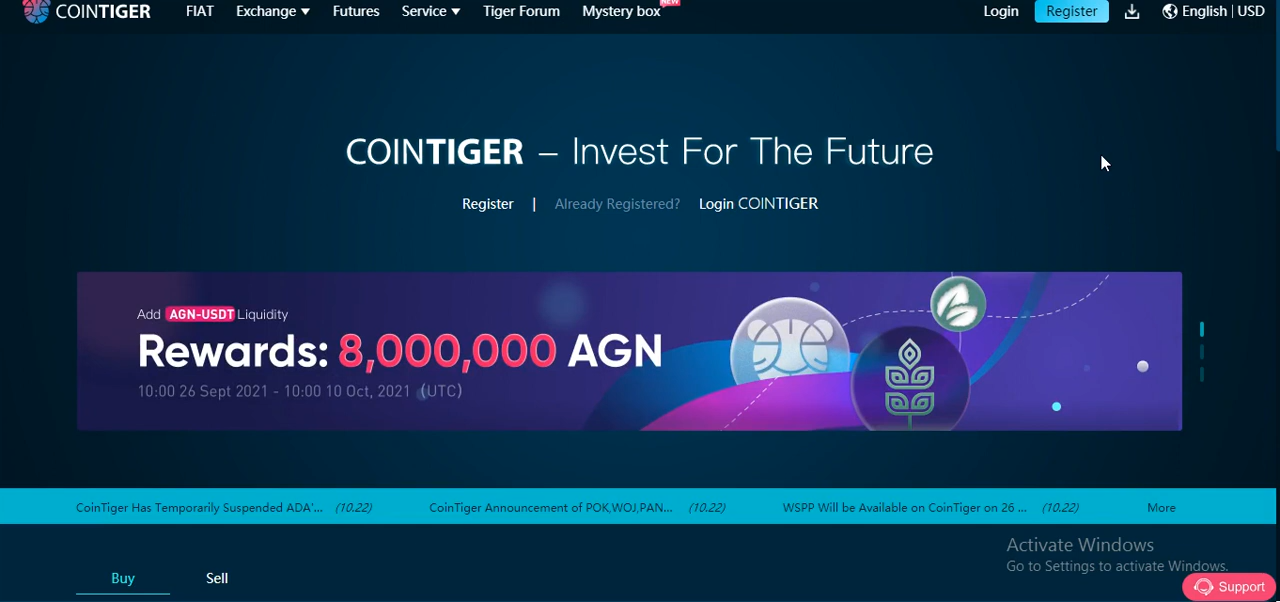 COINTIGER FIAT Exchange Futures Service Tiger Forum Mystery box NEW Login Register English | USD
COINTIGER – Invest For The Future
Register | Already Registered? Login COINTIGER
Add AGN-USDT Liquidity
Rewards: 8,000,000 AGN
10:00 26 Sept 2021 - 10:00 10 Oct, 2021 (UTC)
CoinTiger Has Temporarily Suspended ADA'... (10.22) CoinTiger Announcement of POK,WOJ,PAN... (10.22) WSPP Will be Available on CoinTiger on 26 ... (10.22) More
Activate Windows
Go to Settings to activate Windows.
Buy Sell
Support